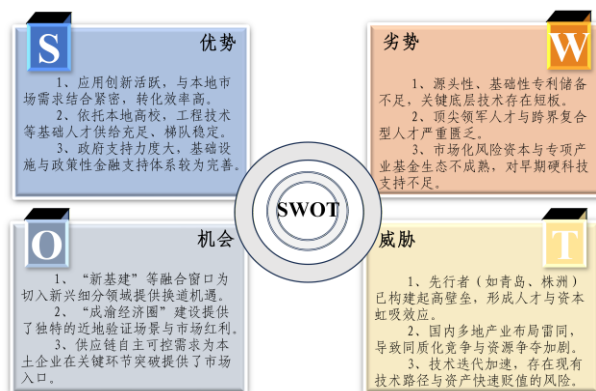 S
优势
1、应用创新活跃，与本地市
场需求结合紧密，转化效率高。
2、依托本地高校，工程技术
等基础人才供给充足、梯队稳定。
3、政府支持力度大，基础设
施与政策性金融支持体系较为完善。
劣势
W
1、源头性、基础性专利储备
不足，关键底层技术存在短板。
2、顶尖领军人才与跨界复合
型人才严重匮乏。
3、市场化风险资本与专项产
业基金生态不成熟，对早期硬科技
支持不足。
SWOT
O
机会
1、“新基建”等融合窗口为
切入新兴细分领域提供换道机遇。
2、“成渝经济圈”建设提供
了独特的近地验证场景与市场红利。
3、供应链自主可控需求为本
土企业在关键环节突破提供了市场
入口。
威胁
T
1、先行者（如青岛、株洲）
已构建起高壁垒，形成人才与资本
虹吸效应。
2、国内多地产业布局雷同，
导致同质化竞争与资源争夺加剧。
3、技术迭代加速，存在现有
技术路径与资产快速贬值的风险。